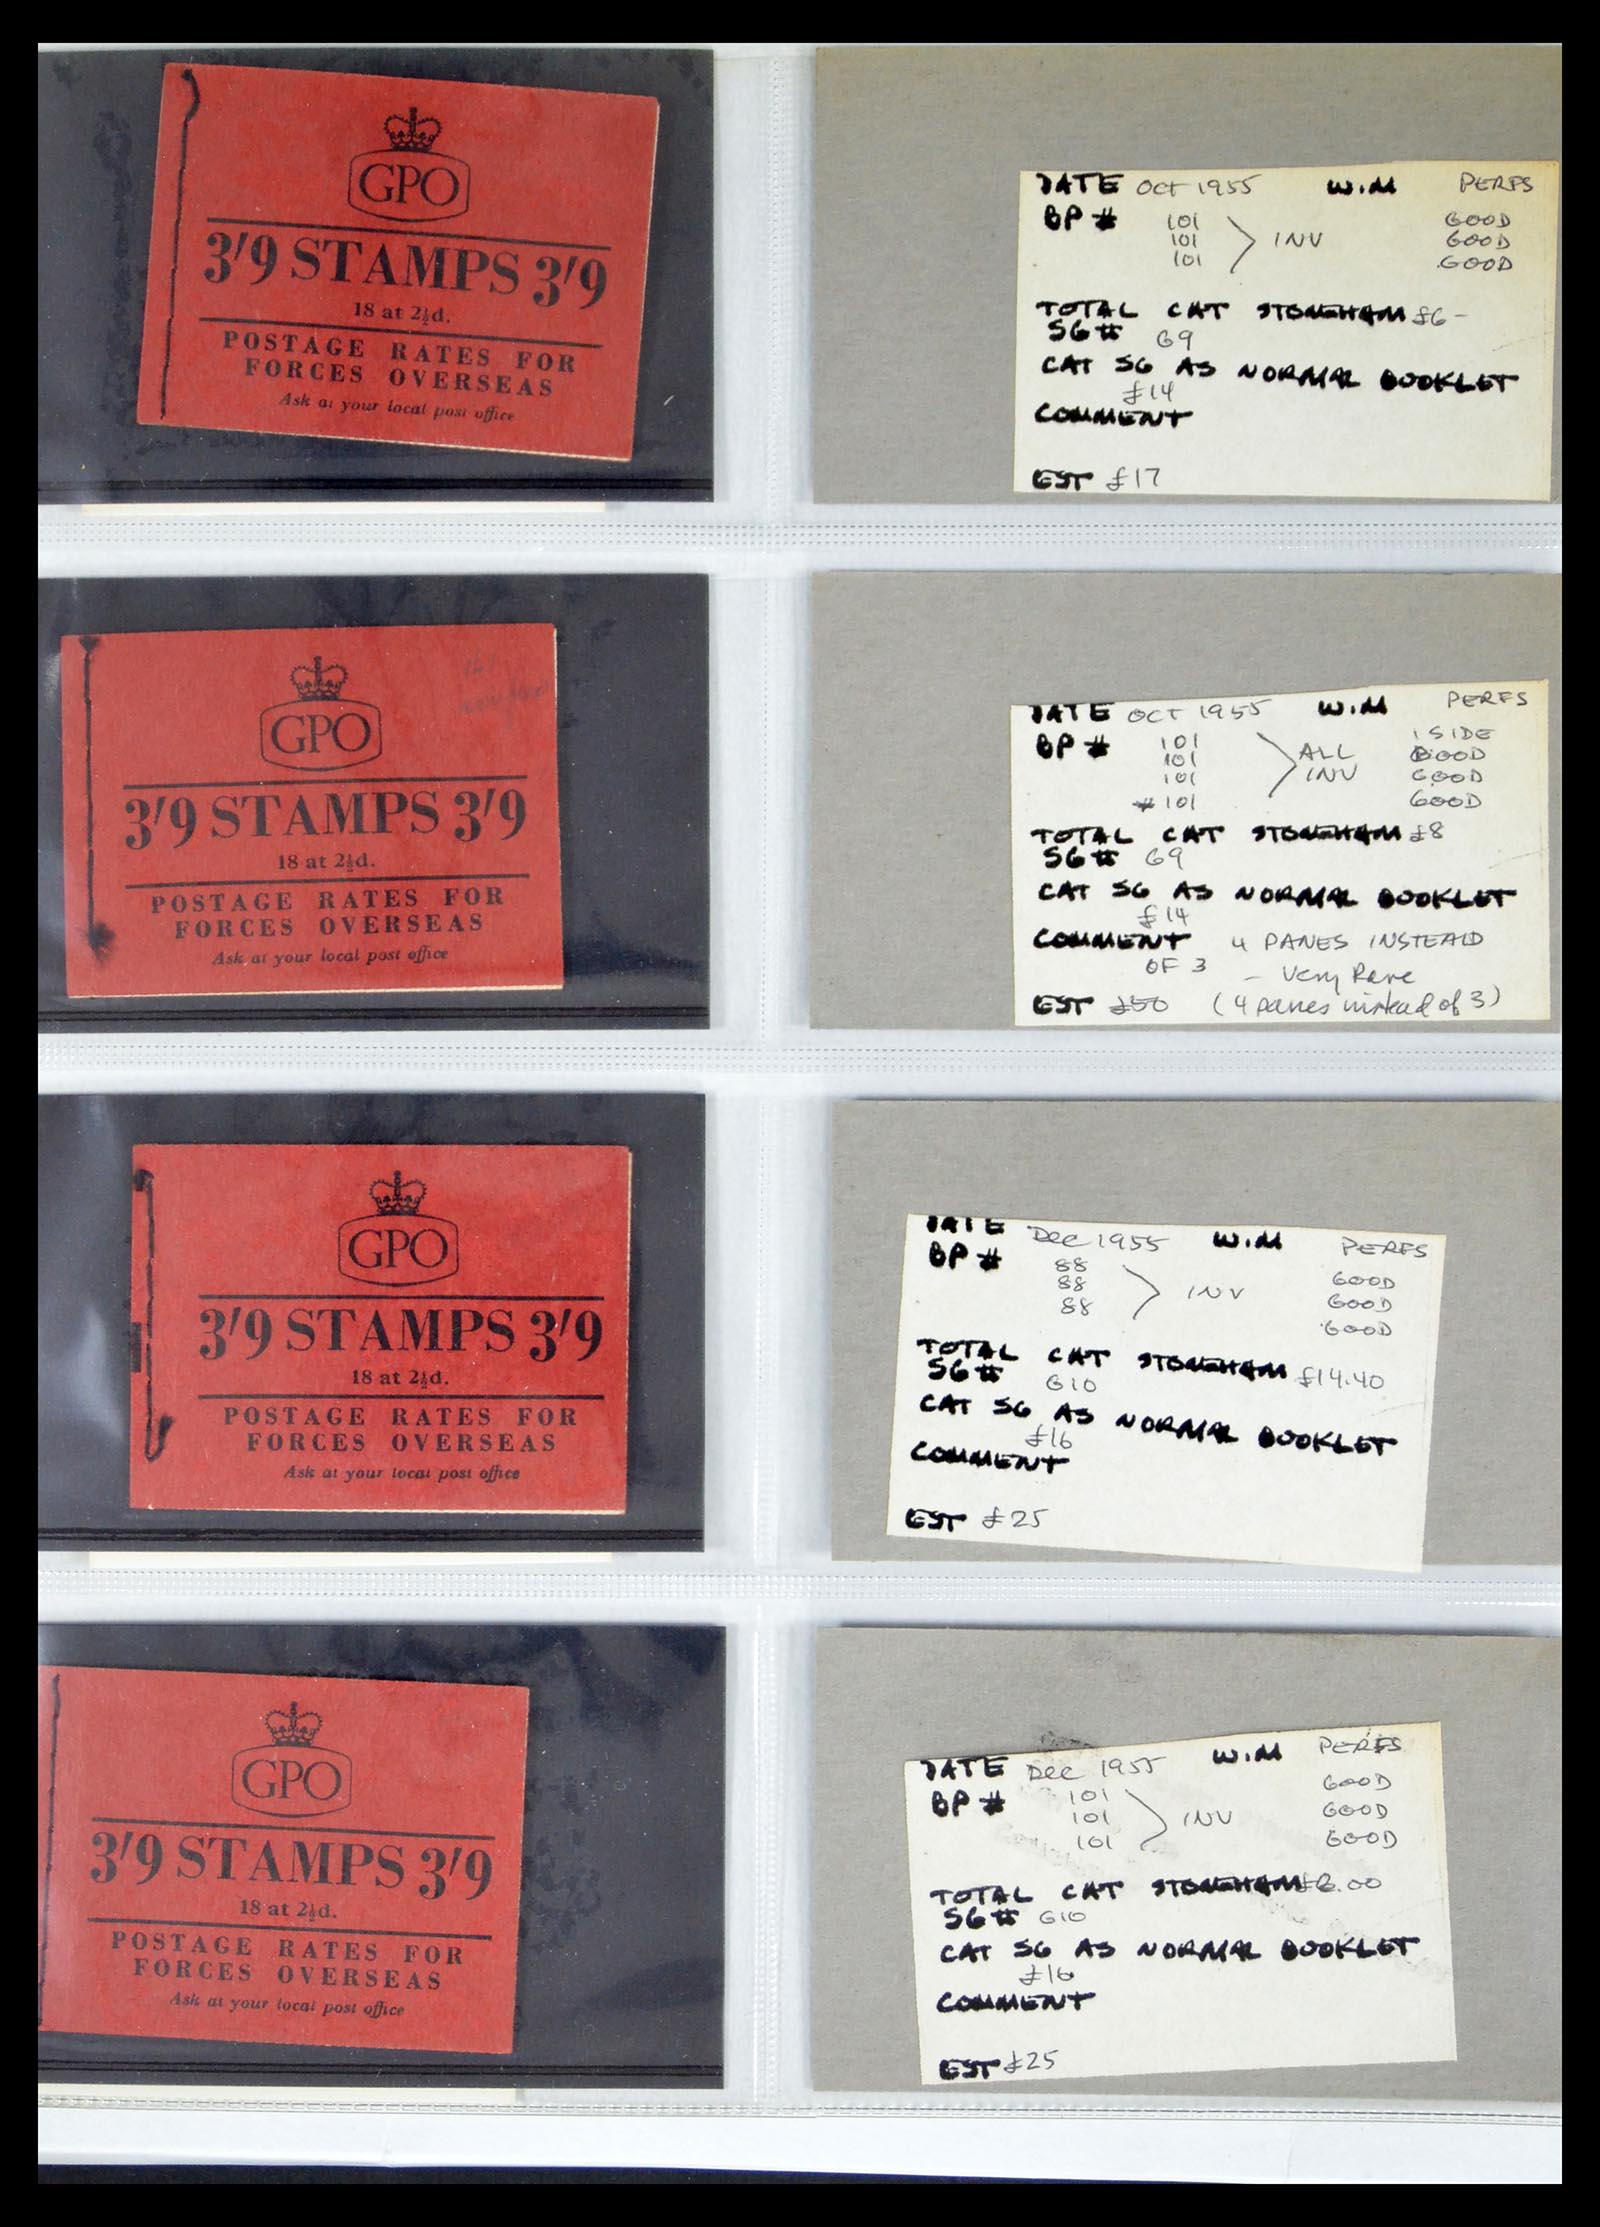 GPO
3'9 STAMPS 3'9
18 at 2½d.
POSTAGE RATES FOR
FORCES OVERSEAS
Ask at your local post office
DATE Oct 1955 W.M PERFS
BP # 101 GOOD
101 INV GOOD
101 GOOD
TOTAL CAT STONEHAM £6-
SG # G9
CAT SG AS NORMAL BOOKLET
£14
COMMENT
EST £17
GPO
3'9 STAMPS 3'9
18 at 2½d.
POSTAGE RATES FOR
FORCES OVERSEAS
Ask at your local post office
DATE OCT 1955 W.M PERFS
1 SIDE
BP # 101 ALL GOOD
101 INV GOOD
101 GOOD
* 101
TOTAL CAT STONEHAM £8
SG # G9
CAT SG AS NORMAL BOOKLET
£14
COMMENT 4 PANES INSTEAD
OF 3 - Very Rare
EST £50 (4 panes instead of 3)
GPO
3'9 STAMPS 3'9
18 at 2½d.
POSTAGE RATES FOR
FORCES OVERSEAS
Ask at your local post office
DATE Dec 1955 W.M PERFS
BP # 88 GOOD
88 INV GOOD
88 GOOD
TOTAL CAT STONEHAM £14.40
SG # G10
CAT SG AS NORMAL BOOKLET
£16
COMMENT
EST £25
GPO
3'9 STAMPS 3'9
18 at 2½d.
POSTAGE RATES FOR
FORCES OVERSEAS
Ask at your local post office
DATE Dec 1955 W.M PERFS
BP # 101 GOOD
101 INV GOOD
101 GOOD
TOTAL CAT STONEHAM
SG # G10
CAT SG AS NORMAL BOOKLET
£16
COMMENT
EST £25